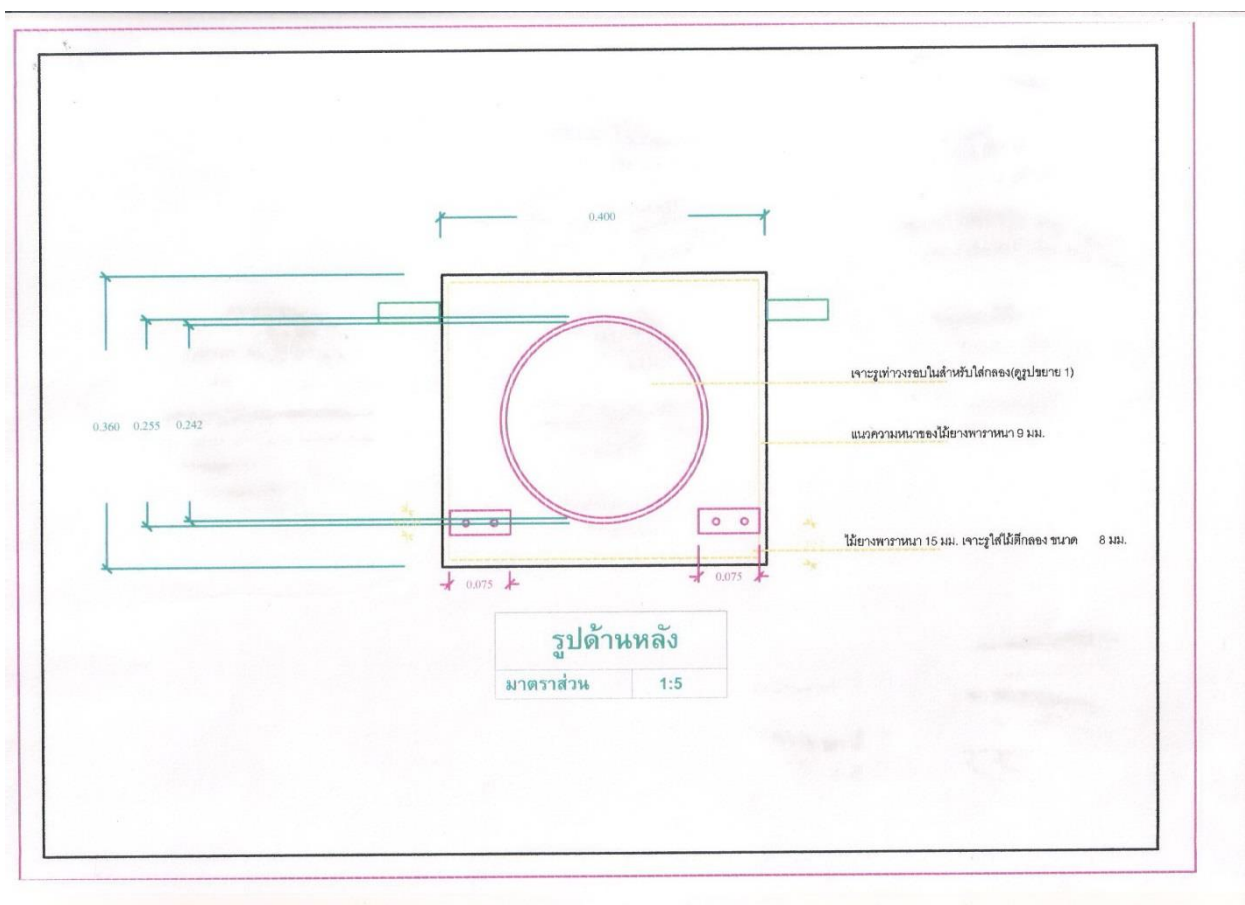 0.400
เจาะรูเท่าวงรอบในสำหรับใส่กลอง(ดูรูปขยาย 1)
0.360 0.255 0.242
แนวความหนาของไม้ยางพาราหนา 9 มม.
ไม้ยางพาราหนา 15 มม. เจาะรูใส่ไม้ตีกลอง ขนาด 8 มม.
0.075 0.075
รูปด้านหลัง
มาตราส่วน 1:5